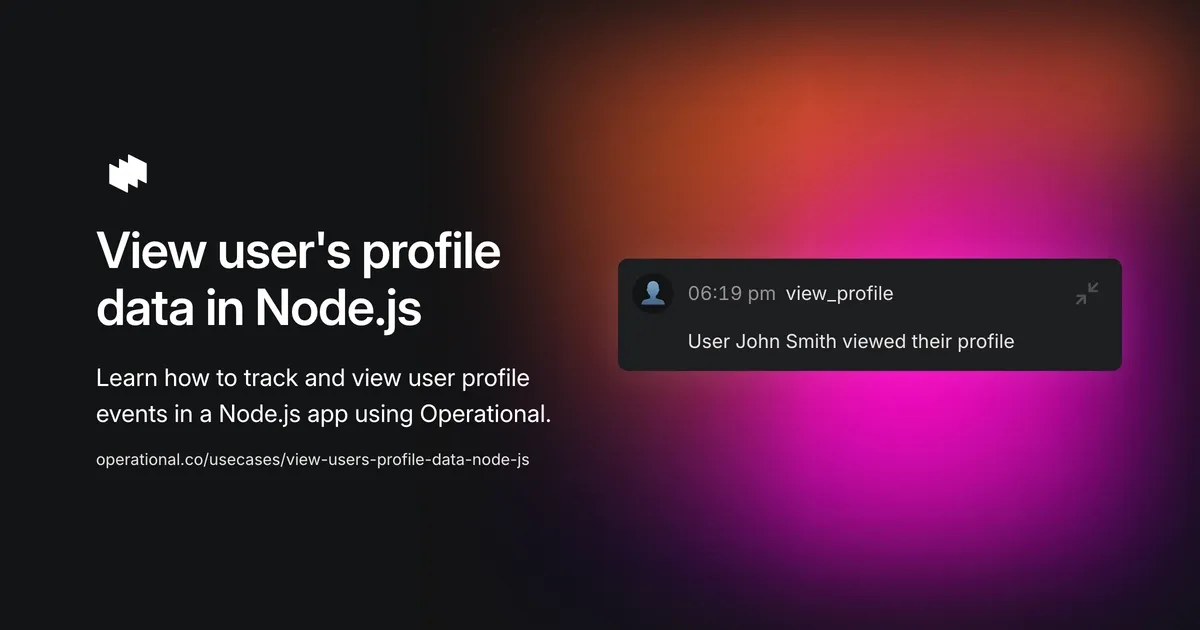 View user's profile
data in Node.js
Learn how to track and view user profile
events in a Node.js app using Operational.
operational.co/usecases/view-users-profile-data-node-js
06:19 pm view_profile
User John Smith viewed their profile